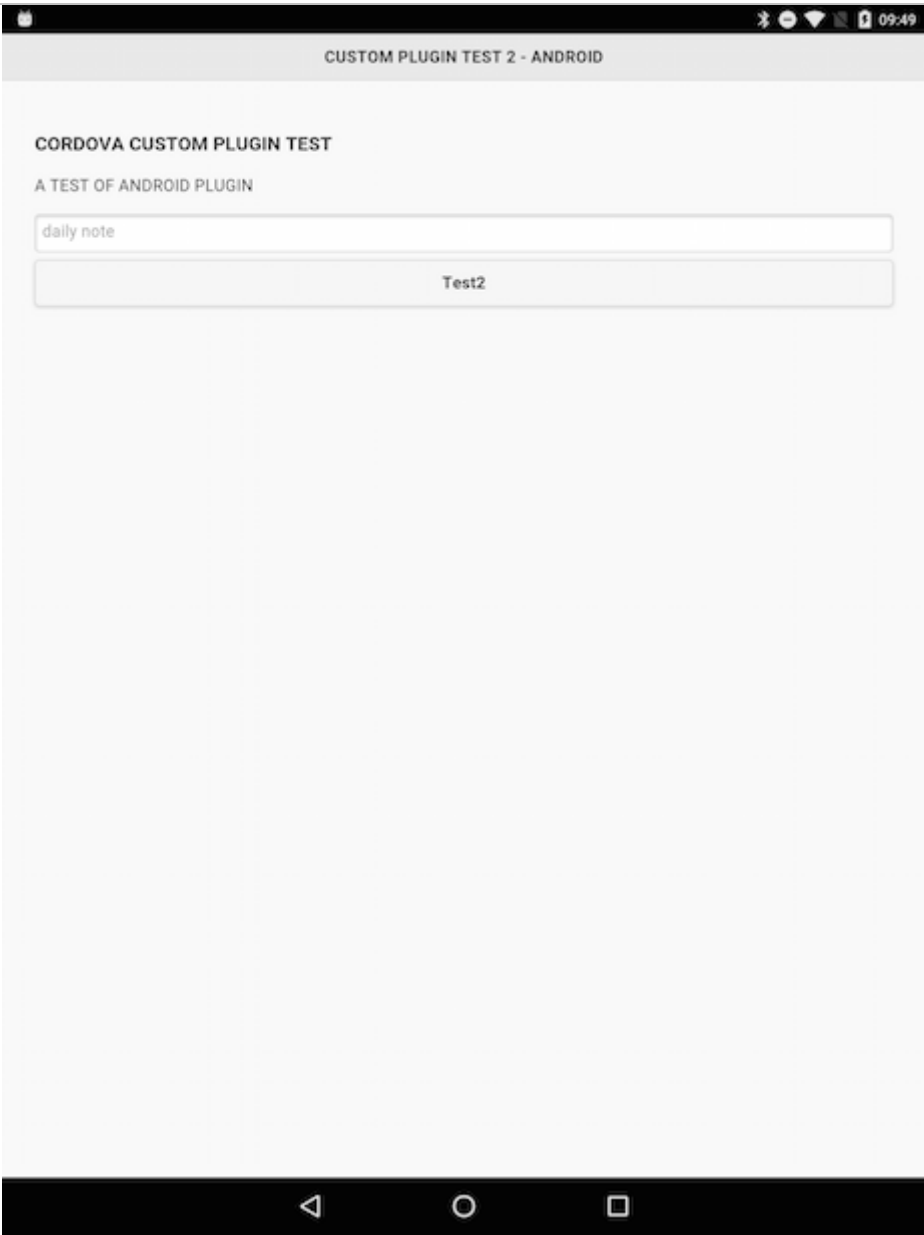 09:49
CUSTOM PLUGIN TEST 2 - ANDROID
CORDOVA CUSTOM PLUGIN TEST
A TEST OF ANDROID PLUGIN
daily note
Test2